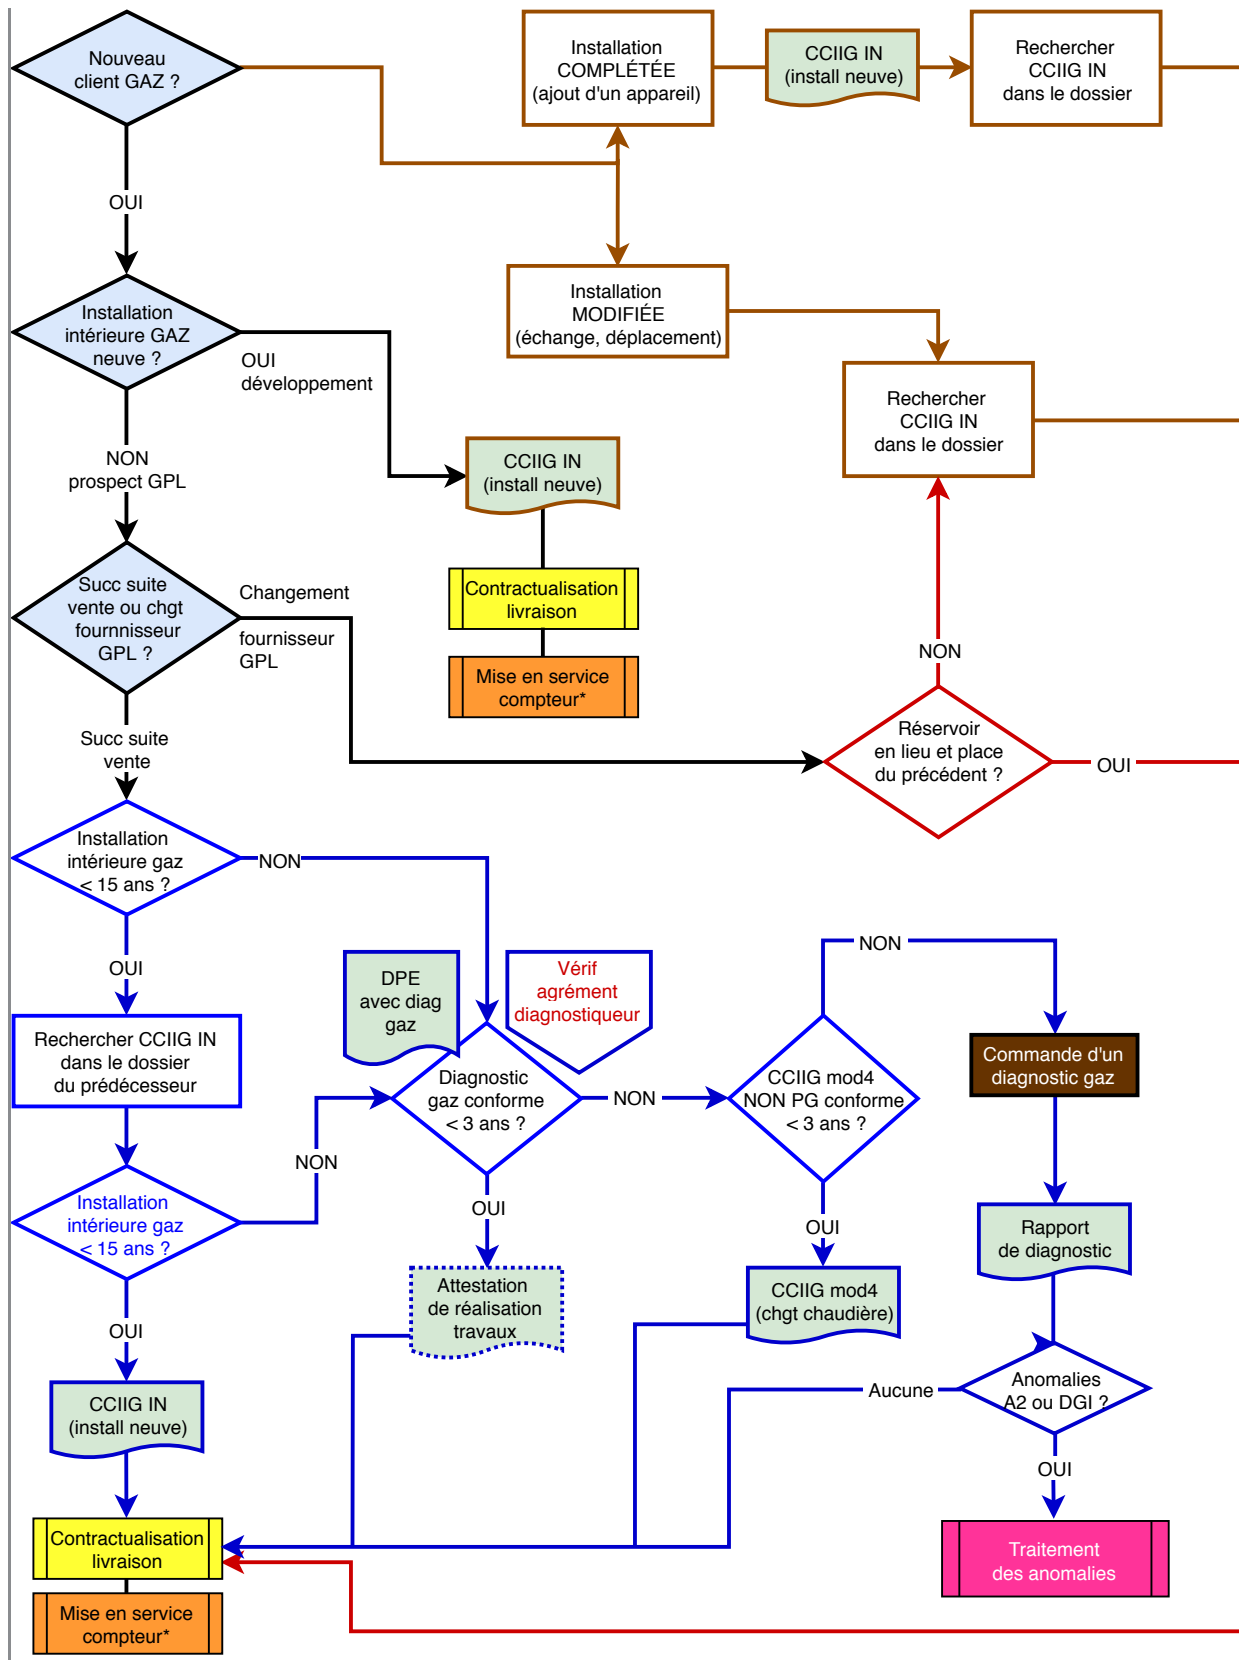 Nouveau
client GAZ ?
Installation
COMPLÉTÉE
(ajout d'un appareil)
CCIIG IN
(install neuve)
Rechercher
CCIIG IN
dans le dossier
OUI
Installation
intérieure GAZ
neuve ?
OUI
développement
Installation
MODIFIÉE
(échange, déplacement)
Rechercher
CCIIG IN
dans le dossier
NON
prospect GPL
CCIIG IN
(install neuve)
Succ suite
vente ou chgt
fournnisseur
GPL ?
Changement
fournisseur
GPL
Contractualisation
livraison
Mise en service
compteur*
NON
Réservoir
en lieu et place
du précédent ?
OUI
Succ suite
vente
Installation
intérieure gaz
< 15 ans ?
NON
OUI
DPE
avec diag
gaz
Vérif
agrément
diagnostiqueur
NON
Rechercher CCIIG IN
dans le dossier
du prédécesseur
Diagnostic
gaz conforme
< 3 ans ?
NON
CCIIG mod4
NON PG conforme
< 3 ans ?
Commande d'un
diagnostic gaz
NON
Installation
intérieure gaz
< 15 ans ?
OUI
OUI
Rapport
de diagnostic
Attestation
de réalisation
travaux
CCIIG mod4
(chgt chaudière)
OUI
Aucune
Anomalies
A2 ou DGI ?
CCIIG IN
(install neuve)
OUI
Contractualisation
livraison
Traitement
des anomalies
Mise en service
compteur*